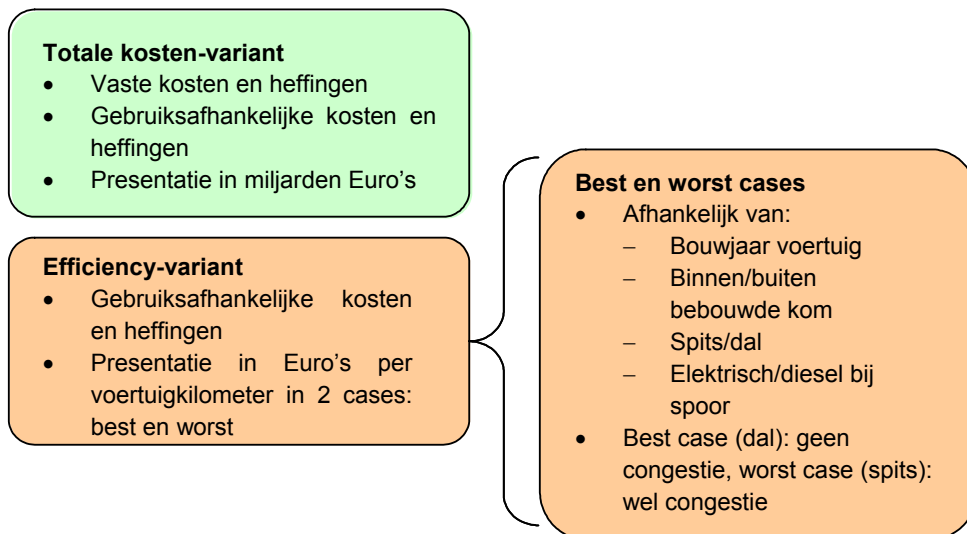 Totale kosten-variant
• Vaste kosten en heffingen
• Gebruiksafhankelijke kosten en
heffingen
• Presentatie in miljarden Euro's
Efficiency-variant
• Gebruiksafhankelijke kosten
en heffingen
• Presentatie in Euro's per
voertuigkilometer in 2 cases:
best en worst
Best en worst cases
• Afhankelijk van:
– Bouwjaar voertuig
– Binnen/buiten
bebouwde kom
– Spits/dal
– Elektrisch/diesel bij
spoor
• Best case (dal): geen
congestie, worst case (spits):
wel congestie